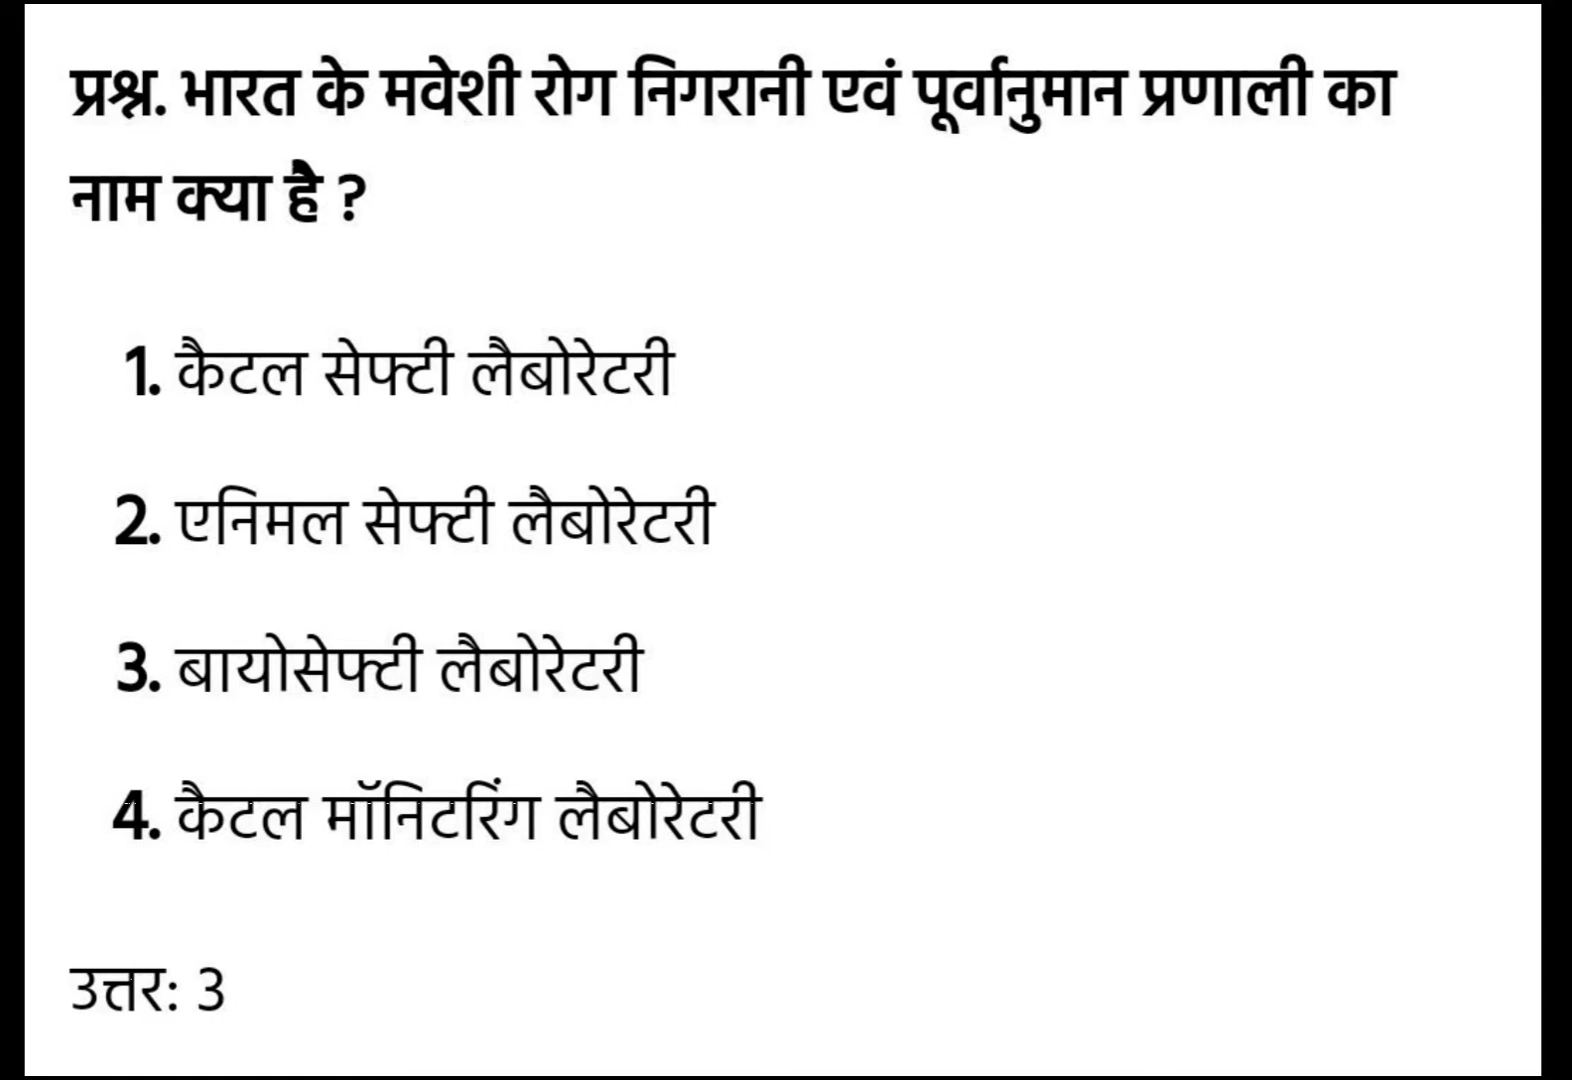 प्रश्न. भारत के मवेशी रोग निगरानी एवं पूर्वानुमान प्रणाली का
नाम क्या है ?
1. कैटल सेफ्टी लैबोरेटरी
2. एनिमल सेफ्टी लैबोरेटरी
3. बायोसेफ्टी लैबोरेटरी
4. कैटल मॉनिटरिंग लैबोरेटरी
उत्तर: 3